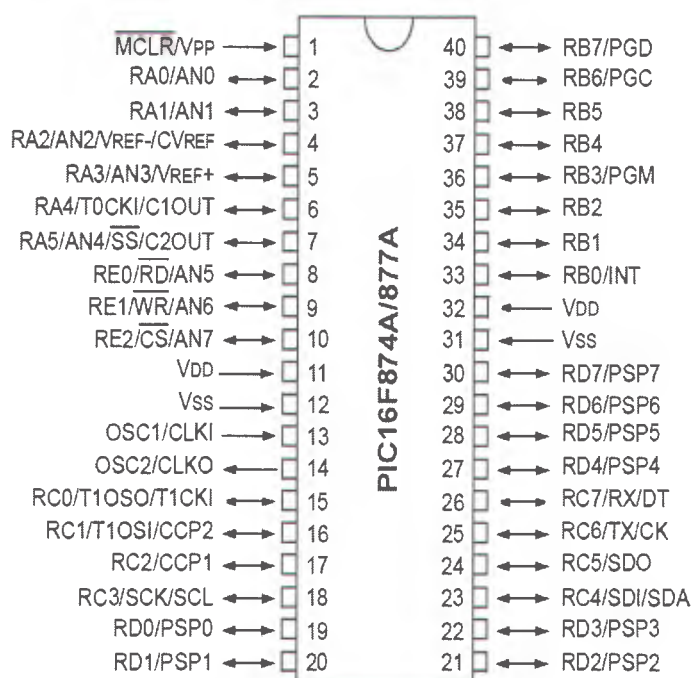 MCLR/VPP 1 40 RB7/PGD
RA0/AN0 2 39 RB6/PGC
RA1/AN1 3 38 RB5
RA2/AN2/VREF-/CVREF 4 37 RB4
RA3/AN3/VREF+ 5 36 RB3/PGM
RA4/T0CKI/C1OUT 6 35 RB2
RA5/AN4/SS/C2OUT 7 34 RB1
RE0/RD/AN5 8 33 RB0/INT
RE1/WR/AN6 9 32 VDD
RE2/CS/AN7 10 31 VSS
VDD 11 30 RD7/PSP7
VSS 12 29 RD6/PSP6
OSC1/CLKI 13 28 RD5/PSP5
OSC2/CLKO 14 27 RD4/PSP4
RC0/T1OSO/T1CKI 15 26 RC7/RX/DT
RC1/T1OSI/CCP2 16 25 RC6/TX/CK
RC2/CCP1 17 24 RC5/SDO
RC3/SCK/SCL 18 23 RC4/SDI/SDA
RD0/PSP0 19 22 RD3/PSP3
RD1/PSP1 20 21 RD2/PSP2
PIC16F874A/877A